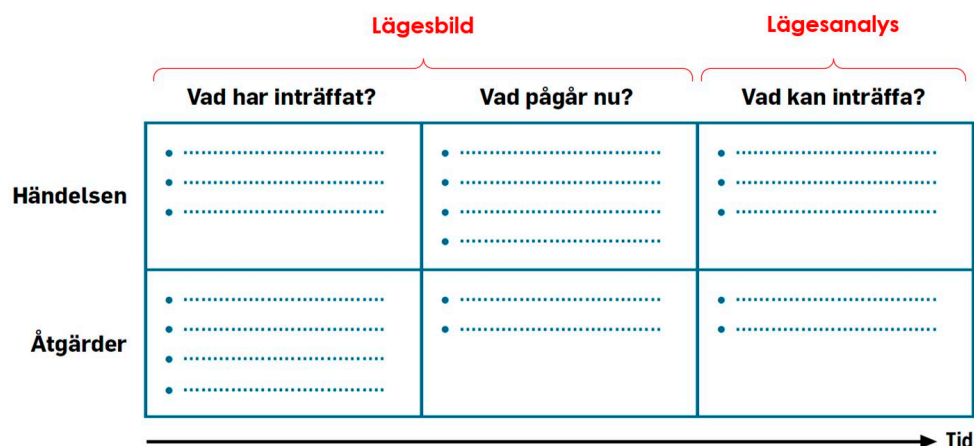 Lägesbild
Lägesanalys
Vad har inträffat?
Vad pågår nu?
Vad kan inträffa?
Händelsen
Åtgärder
Tid